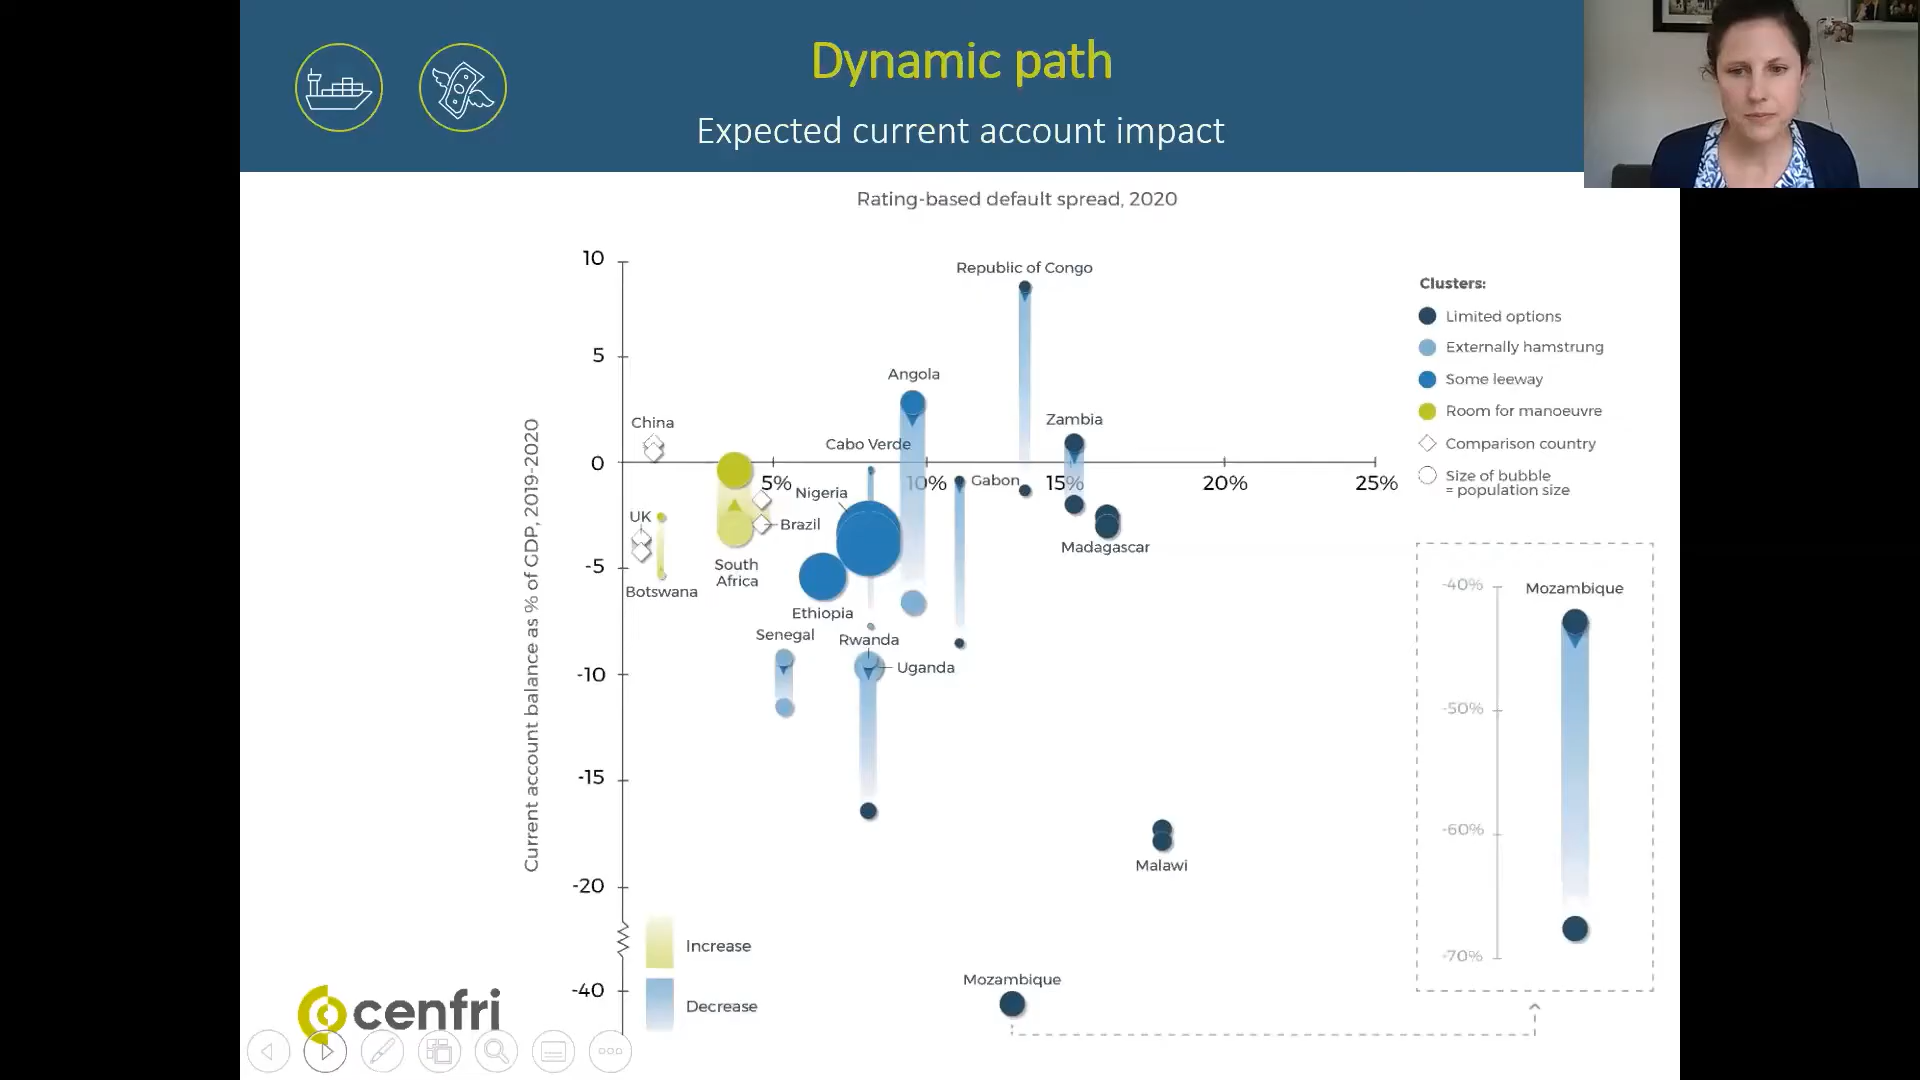 Dynamic path
Expected current account impact
Rating-based default spread, 2020
Current account balance as % of GDP, 2019-2020
10
5
0
-5
-10
-15
-20
-40
5%
10%
15%
20%
25%
Republic of Congo
Angola
Zambia
China
Cabo Verde
Gabon
Nigeria
UK
Brazil
Madagascar
South
Africa
Botswana
Ethiopia
Senegal
Rwanda
Uganda
Malawi
Mozambique
Increase
Decrease
Clusters:
Limited options
Externally hamstrung
Some leeway
Room for manoeuvre
Comparison country
Size of bubble
= population size
Mozambique
-40%
-50%
-60%
-70%
cenfri